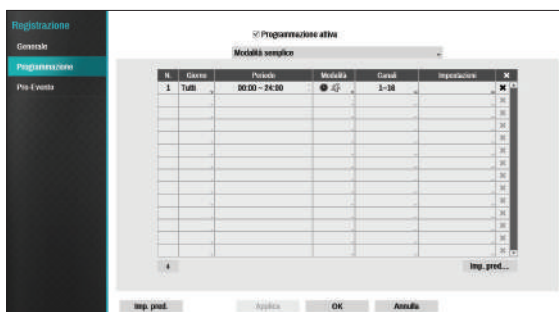 Registrazione
Generale
Programmazione
Pre-Evento
Programmazione attiva
Modalità semplice
N. Giorno Periodo Modalità Canali Impostazioni
1 Tutti 00:00 ~ 24:00 1~16
+ Imp. pred...
Imp. pred. Applica OK Annulla